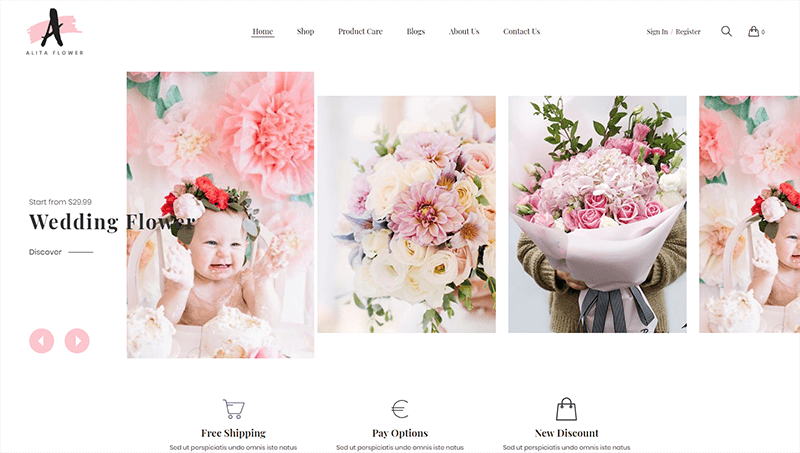 A
ALITA FLOWER
Home
Shop
Product Care
Blogs
About Us
Contact Us
Sign In / Register
0
Start from $29.99
Wedding Flower
Discover
€
Free Shipping
Pay Options
New Discount
Sed ut perspiciatis unde omnis iste natus
Sed ut perspiciatis unde omnis iste natus
Sed ut perspiciatis unde omnis iste natus